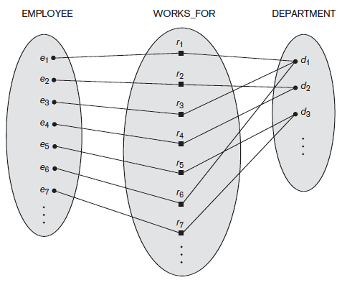 EMPLOYEE WORKS_FOR DEPARTMENT
e1
e2
e3
e4
e5
e6
e7
r1
r2
r3
r4
r5
r6
r7
d1
d2
d3